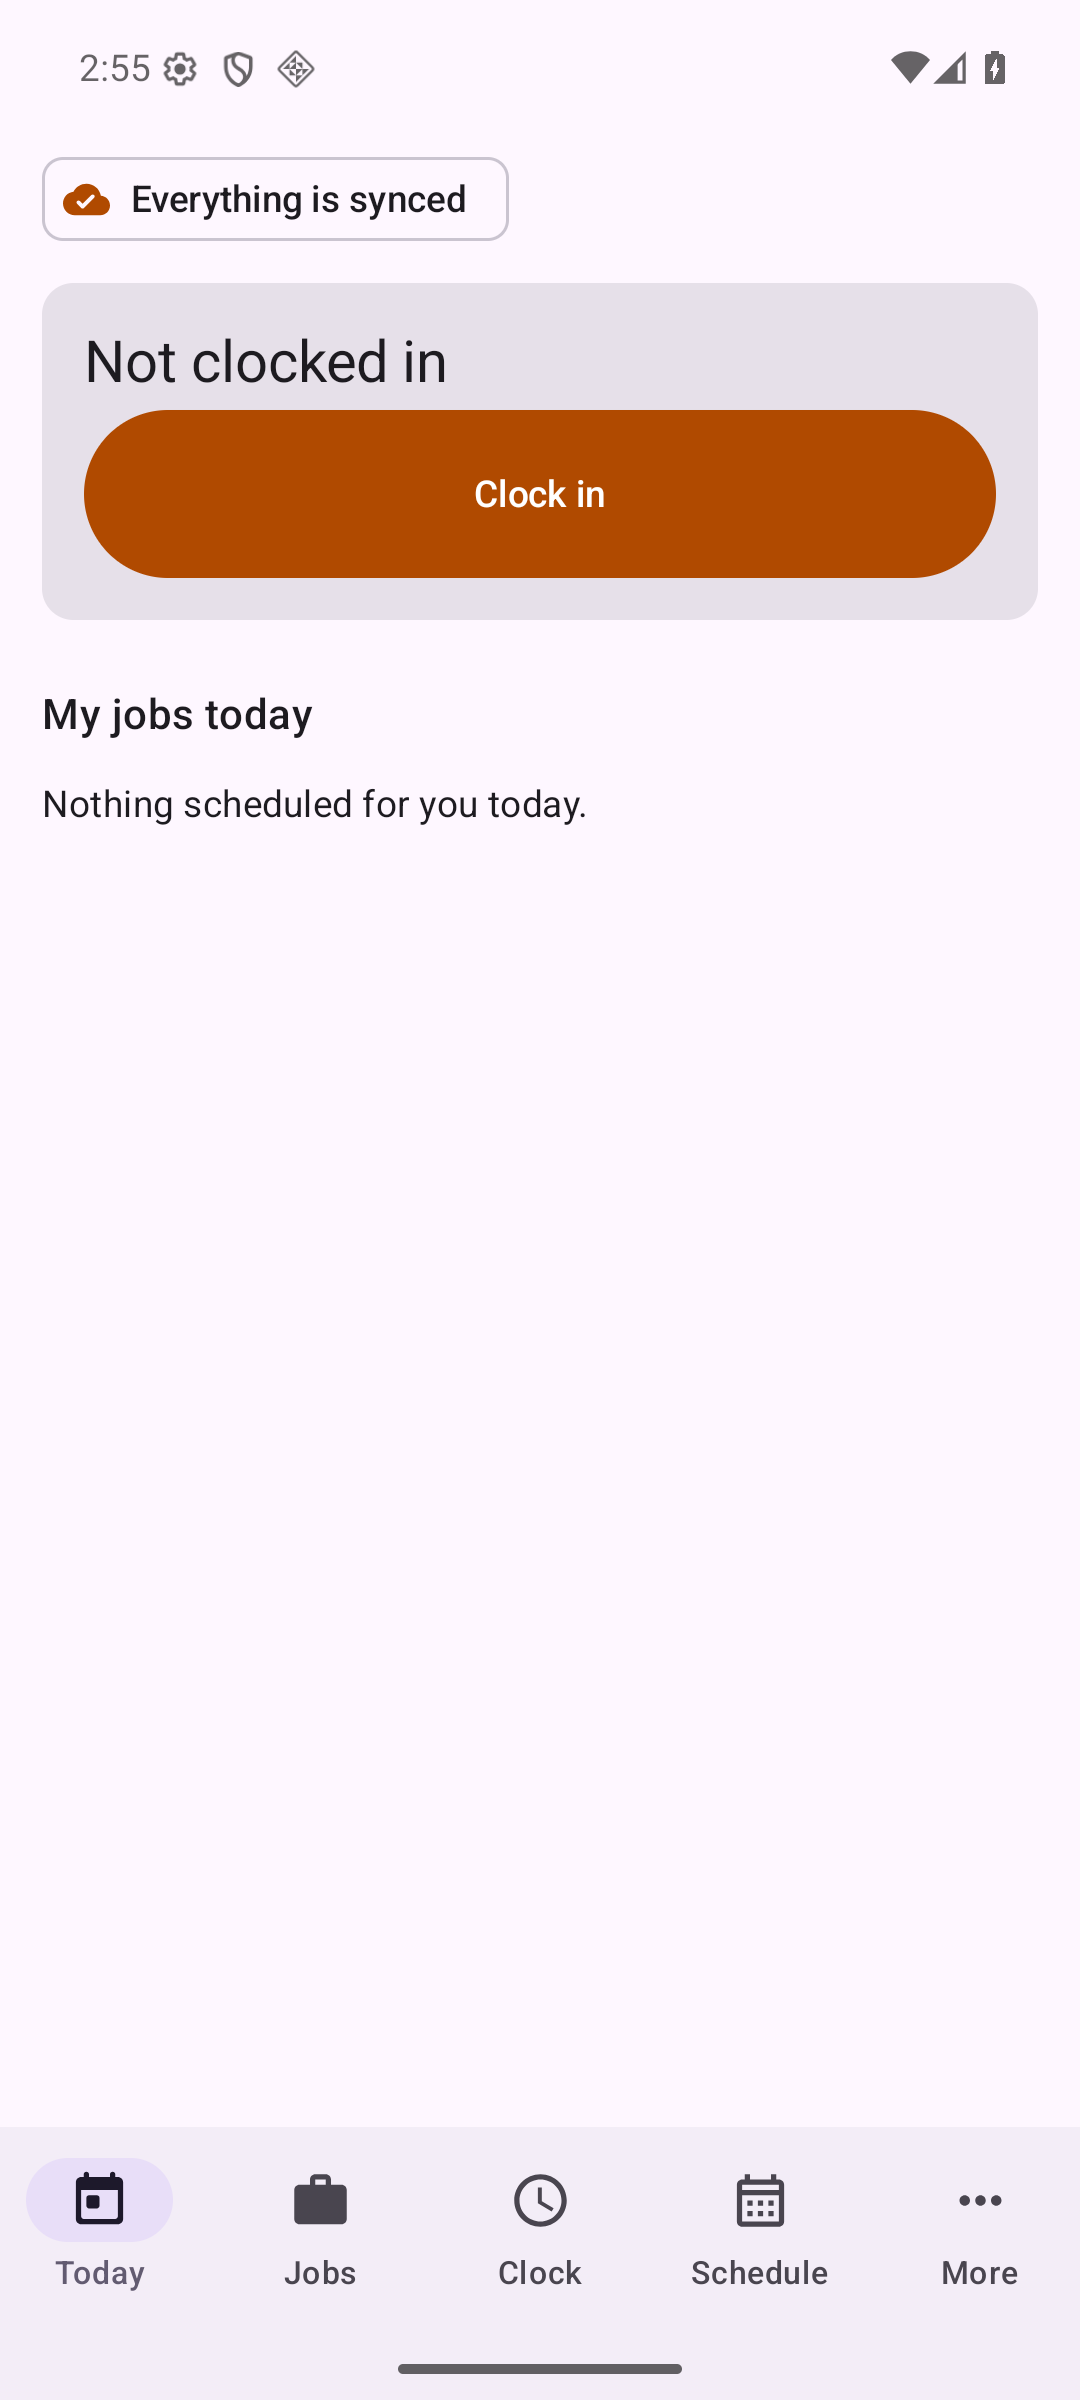 2:55
Everything is synced
Not clocked in
Clock in
My jobs today
Nothing scheduled for you today.
Today
Jobs
Clock
Schedule
More